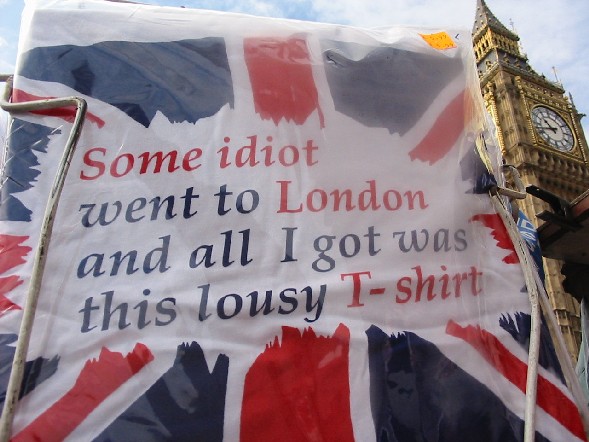 Some idiot
went to London
and all I got was
this lousy T-shirt